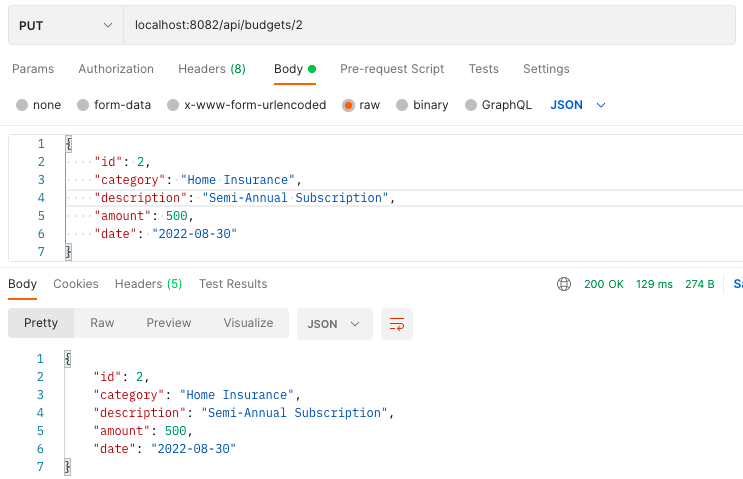 PUT localhost:8082/api/budgets/2
Params Authorization Headers (8) Body Pre-request Script Tests Settings
none form-data x-www-form-urlencoded raw binary GraphQL JSON
1 {
2 "id": 2,
3 "category": "Home Insurance",
4 "description": "Semi-Annual Subscription",
5 "amount": 500,
6 "date": "2022-08-30"
7 }
Body Cookies Headers (5) Test Results 200 OK 129 ms 274 B
Pretty Raw Preview Visualize JSON
1 {
2 "id": 2,
3 "category": "Home Insurance",
4 "description": "Semi-Annual Subscription",
5 "amount": 500,
6 "date": "2022-08-30"
7 }